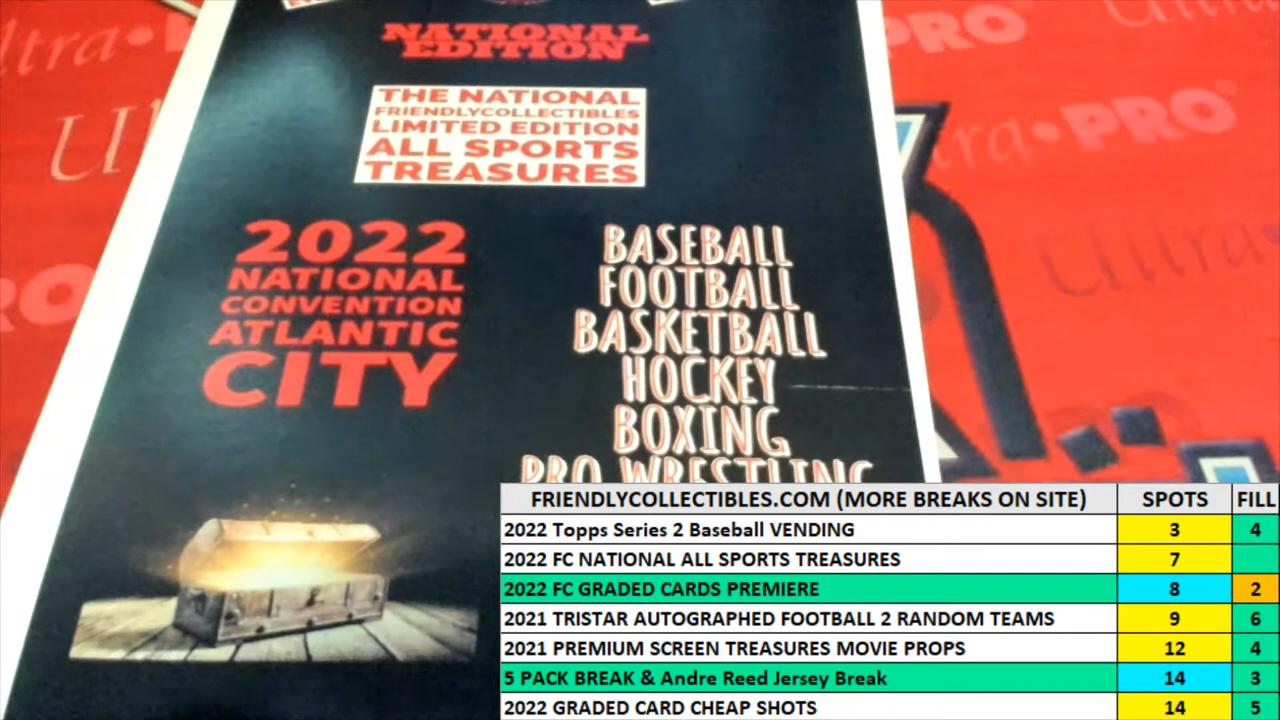 NATIONAL
EDITION
THE NATIONAL
FRIENDLYCOLLECTIBLES
LIMITED EDITION
ALL SPORTS
TREASURES
2022
NATIONAL
CONVENTION
ATLANTIC
CITY
BASEBALL
FOOTBALL
BASKETBALL
HOCKEY
BOXING
PRO WRESTLING
Ultra•PRO®
Ultra
PRO
FRIENDLYCOLLECTIBLES.COM (MORE BREAKS ON SITE) SPOTS FILL
2022 Topps Series 2 Baseball VENDING 3 4
2022 FC NATIONAL ALL SPORTS TREASURES 7
2022 FC GRADED CARDS PREMIERE 8 2
2021 TRISTAR AUTOGRAPHED FOOTBALL 2 RANDOM TEAMS 9 6
2021 PREMIUM SCREEN TREASURES MOVIE PROPS 12 4
5 PACK BREAK & Andre Reed Jersey Break 14 3
2022 GRADED CARD CHEAP SHOTS 14 5